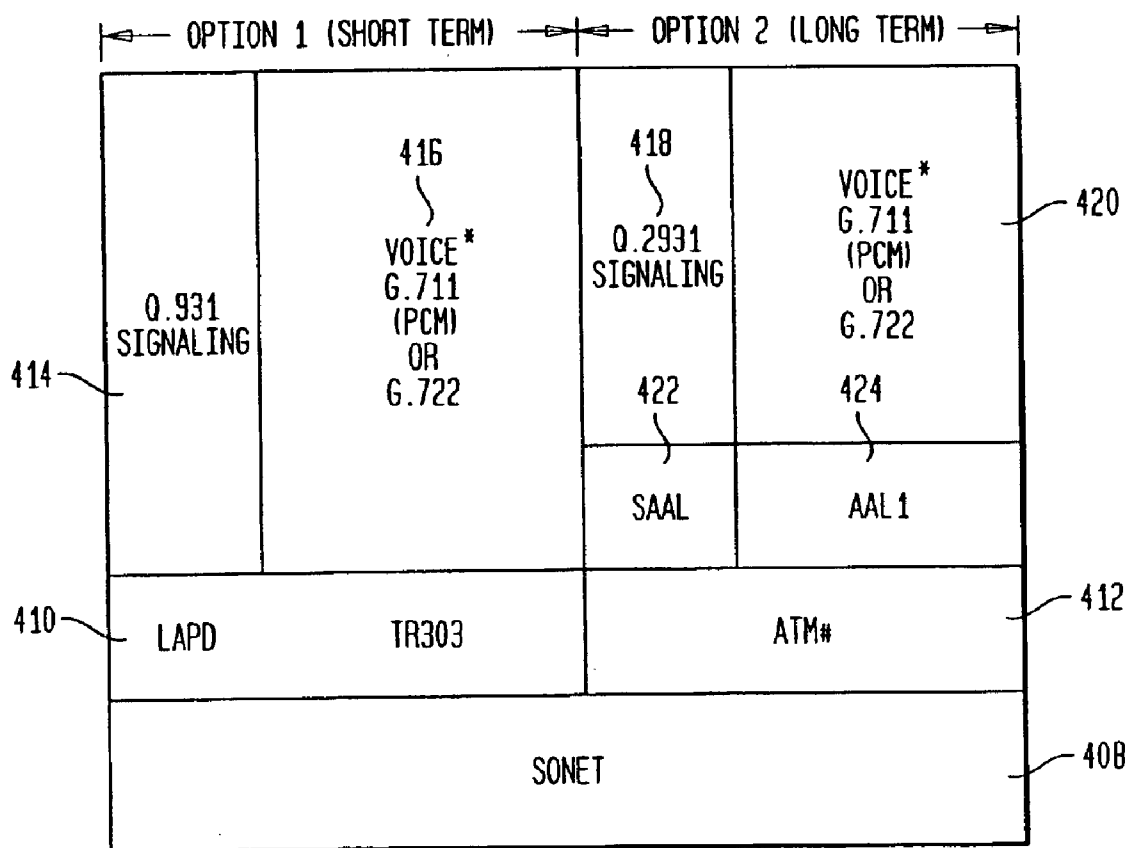 OPTION 1 (SHORT TERM)
OPTION 2 (LONG TERM)
416
VOICE*
G.711
(PCM)
OR
G.722
418
Q.2931
SIGNALING
VOICE*
G.711
(PCM)
OR
G.722
420
Q.931
SIGNALING
414
422
424
SAAL
AAL1
410
LAPD
TR303
ATM#
412
SONET
408